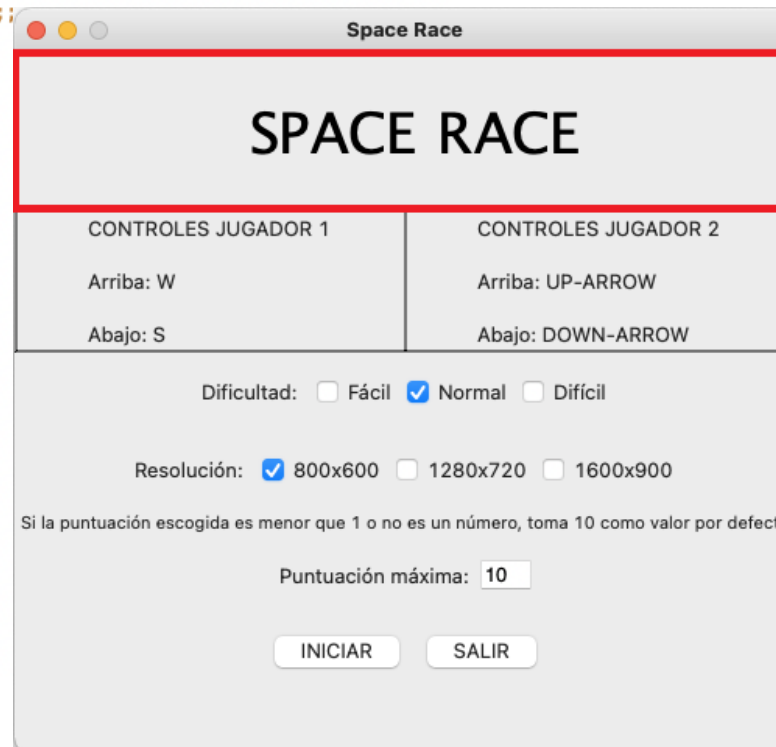 Space Race
SPACE RACE
CONTROLES JUGADOR 1
CONTROLES JUGADOR 2
Arriba: W
Arriba: UP-ARROW
Abajo: S
Abajo: DOWN-ARROW
Dificultad: Fácil Normal Difícil
Resolución: 800x600 1280x720 1600x900
Si la puntuación escogida es menor que 1 o no es un número, toma 10 como valor por defect
Puntuación máxima: 10
INICIAR SALIR